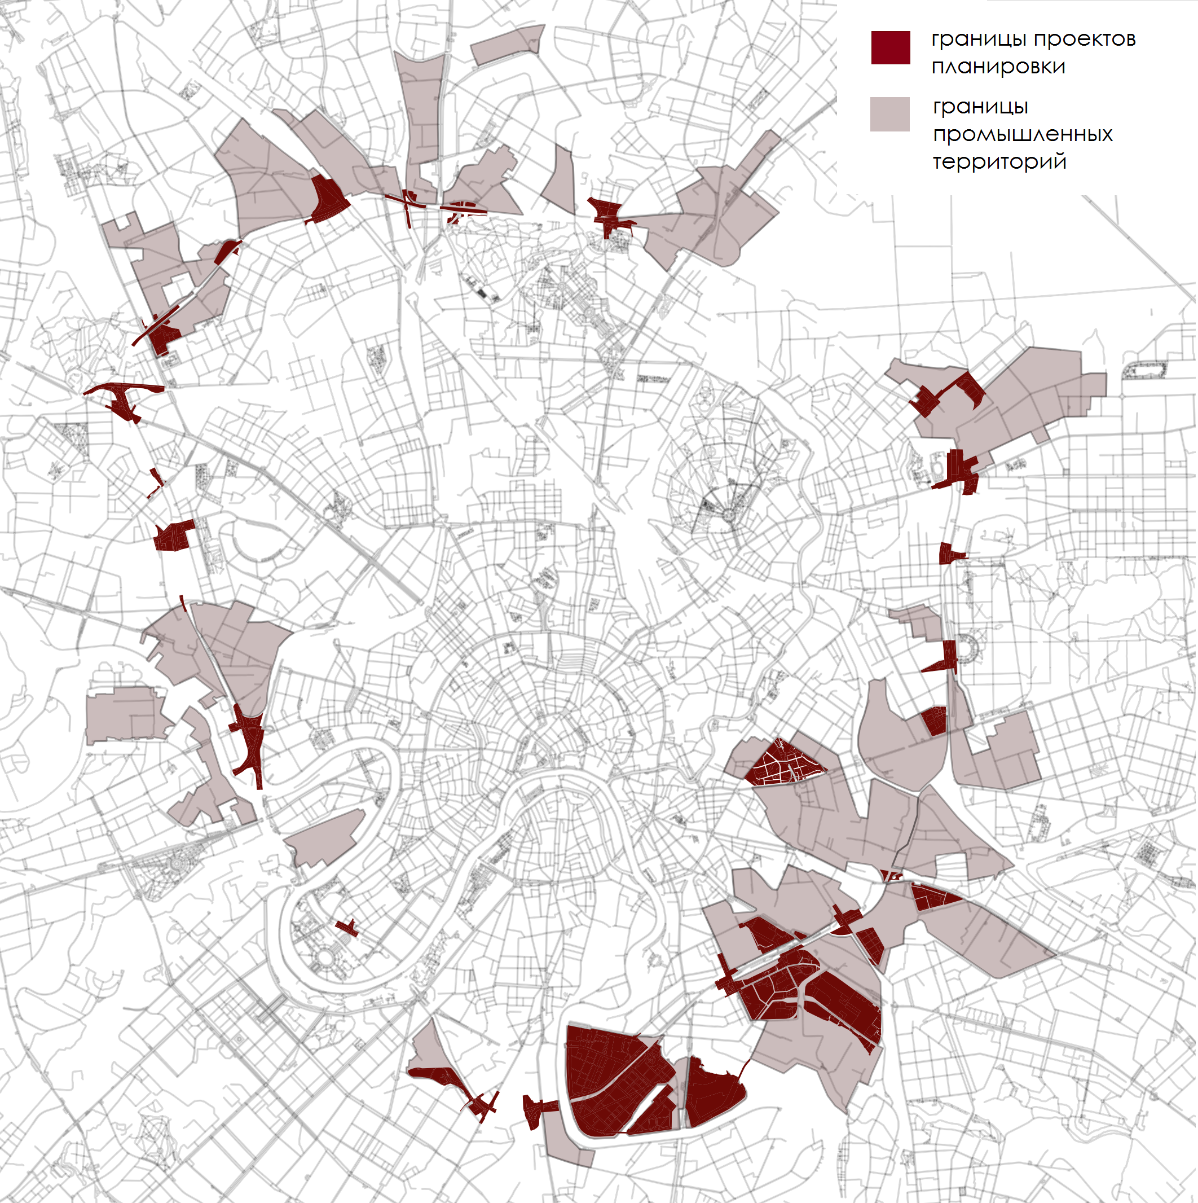 границы проектов
планировки
границы
промышленных
территорий